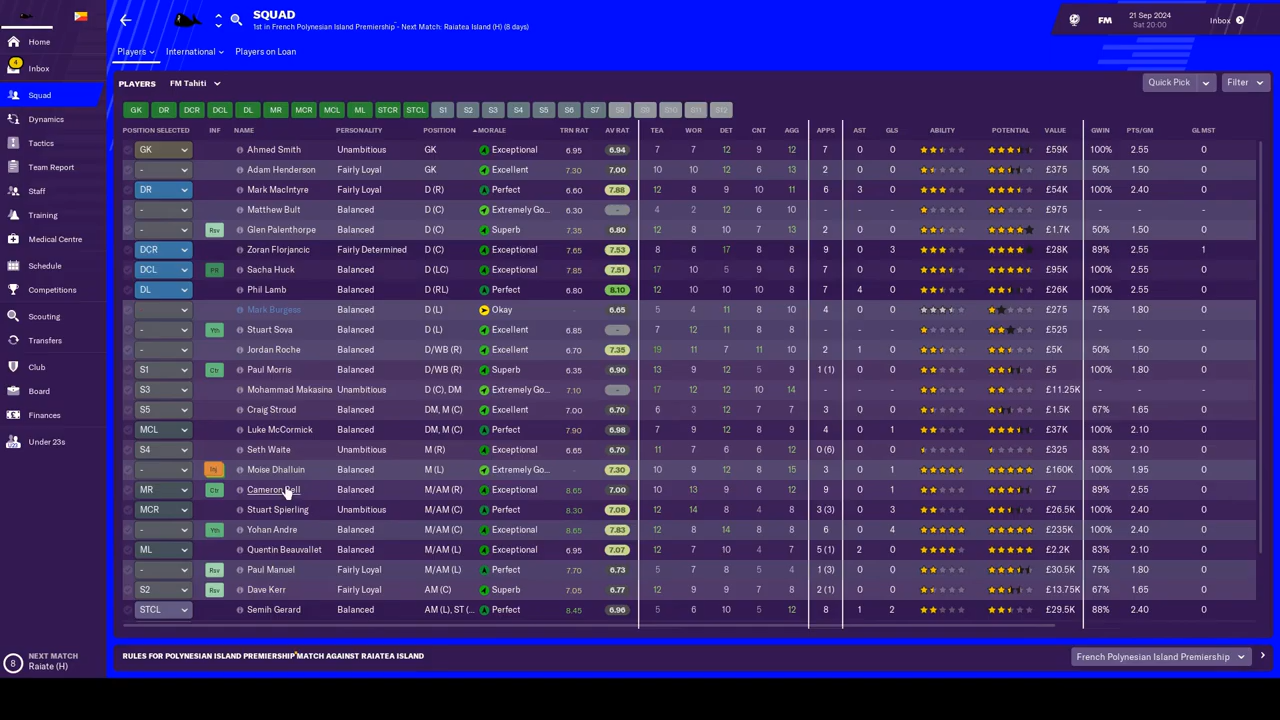 SQUAD
1st in French Polynesian Island Premiership - Next Match: Raiatea Island (H) (8 days)
21 Sep 2024
Sat 20:00
FM
Inbox
Home
4
Inbox
Squad
Dynamics
Tactics
Team Report
Staff
Training
Medical Centre
Schedule
Competitions
Scouting
Transfers
Club
Board
Finances
Under 23s
8 NEXT MATCH
Raiate (H)
Players International Players on Loan
PLAYERS FM Tahiti Quick Pick Filter
GK DR DCR DCL DL MR MCR MCL ML STCR STCL S1 S2 S3 S4 S5 S6 S7 S8 S9 S10 S11 S12
POSITION SELECTED INF NAME PERSONALITY POSITION MORALE TRN RAT AV RAT TEA WOR DET CNT AGG APPS AST GLS ABILITY POTENTIAL VALUE GWIN PTS/GM GL MST
GK Ahmed Smith Unambitious GK Exceptional 6.95 6.94 7 7 12 9 12 7 0 0 £59K 100% 2.55 0
- Adam Henderson Fairly Loyal GK Excellent 7.30 7.00 10 10 12 6 13 2 0 0 £375 50% 1.50 0
DR Mark MacIntyre Fairly Loyal D (R) Perfect 6.60 7.88 12 8 9 10 11 6 3 0 £54K 100% 2.40 0
- Matthew Bult Balanced D (C) Extremely Go... 6.30 - 4 2 12 6 10 - - - £975 - - -
- Rsv Glen Palenthorpe Balanced D (C) Superb 7.35 6.80 12 8 10 7 13 2 0 0 £1.7K 50% 1.50 0
DCR Zoran Florjancic Fairly Determined D (C) Exceptional 7.65 7.53 8 6 17 8 8 9 0 3 £28K 89% 2.55 1
DCL PR Sacha Huck Balanced D (LC) Exceptional 7.85 7.51 17 10 5 9 6 7 0 0 £95K 100% 2.55 0
DL Phil Lamb Balanced D (RL) Perfect 6.80 8.10 12 10 10 10 8 7 4 0 £26K 100% 2.55 0
Mark Burgess Balanced D (L) Okay - 6.65 5 4 11 8 10 4 0 0 £275 75% 1.80 0
- Yth Stuart Sova Balanced D (L) Excellent 6.85 - 7 12 11 8 8 - - - £525 - - -
- Jordan Roche Balanced D/WB (R) Excellent 6.70 7.35 19 11 7 11 10 2 1 0 £5K 50% 1.50 0
S1 Ctr Paul Morris Balanced D/WB (R) Superb 6.35 6.90 13 9 12 5 9 1 (1) 0 0 £5 100% 1.80 0
S3 Mohammad Makasina Unambitious D (C), DM Extremely Go... 7.10 - 17 12 12 10 14 - - - £11.25K - - -
S5 Craig Stroud Balanced DM, M (C) Excellent 7.00 6.70 6 3 12 7 7 3 0 0 £1.5K 67% 1.65 0
MCL Luke McCormick Balanced DM, M (C) Perfect 7.90 6.98 12 9 12 7 9 4 0 1 £37K 100% 2.40 0
S4 Seth Waite Unambitious M (R) Excellent 6.65 6.70 11 7 6 6 12 0 (6) 0 0 £325 83% 2.10 0
- Inj Moise Dhalluin Balanced M (L) Extremely Go... - 7.30 10 9 12 8 15 3 0 1 £160K 100% 1.95 0
MR Ctr Cameron Bell Balanced M/AM (R) Exceptional 8.65 7.00 10 13 9 6 12 9 0 1 £7 89% 2.55 0
MCR Stuart Spierling Unambitious M/AM (C) Perfect 8.30 7.08 12 14 8 4 8 3 (3) 0 3 £26.5K 100% 2.40 0
- Yth Yohan Andre Balanced M/AM (C) Exceptional 8.65 7.83 12 8 14 8 8 6 0 4 £235K 100% 2.40 0
ML Quentin Beauvallet Balanced M/AM (L) Exceptional 6.95 7.07 12 7 10 4 7 5 (1) 2 0 £2.2K 83% 2.10 0
- Rsv Paul Manuel Fairly Loyal M/AM (L) Perfect 7.70 6.73 5 7 8 5 4 1 (3) 0 0 £30.5K 75% 1.80 0
S2 Rsv Dave Kerr Fairly Loyal AM (C) Superb 7.05 6.77 12 9 9 7 8 2 (1) 0 0 £13.75K 67% 1.65 0
STCL Semih Gerard Balanced AM (L), ST (... Perfect 8.45 6.96 5 6 10 5 12 8 1 2 £29.5K 88% 2.40 0
RULES FOR POLYNESIAN ISLAND PREMIERSHIP MATCH AGAINST RAIATEA ISLAND French Polynesian Island Premiership